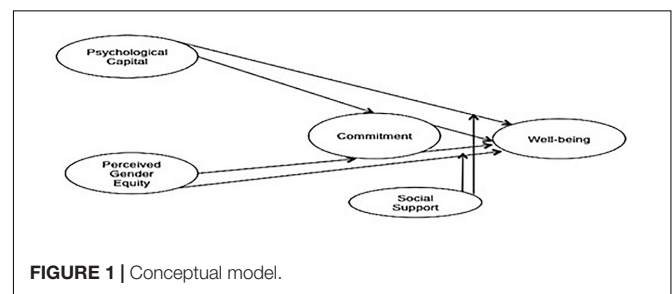 Psychological
Capital
Commitment
Well-being
Perceived
Gender
Equity
Social
Support
FIGURE 1 | Conceptual model.